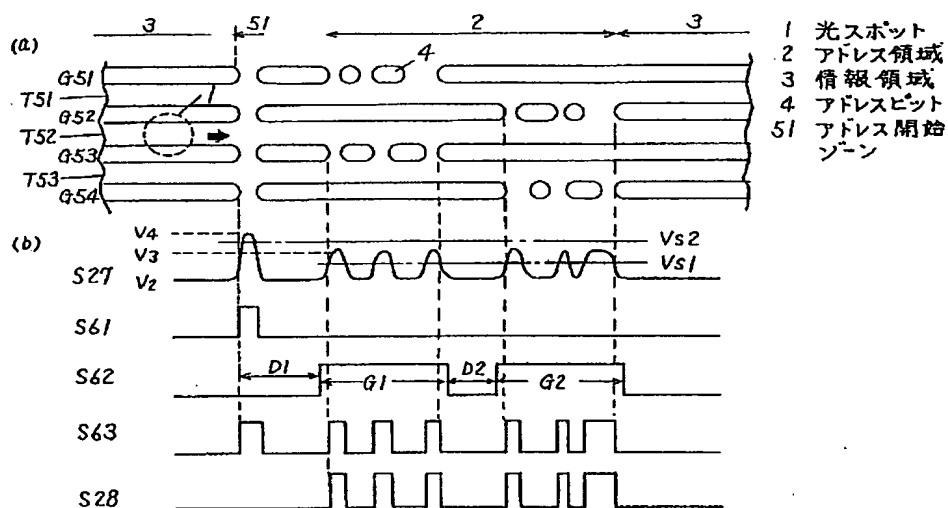 (a)
3
51
2
3
4
1
G51
T51
G52
T52
G53
T53
G54
1 光スポット
2 アドレス領域
3 情報領域
4 アドレスピット
51 アドレス開始
ゾーン
(b)
V4
V3
V2
S27
Vs2
Vs1
S61
S62
D1
G1
D2
G2
S63
S28